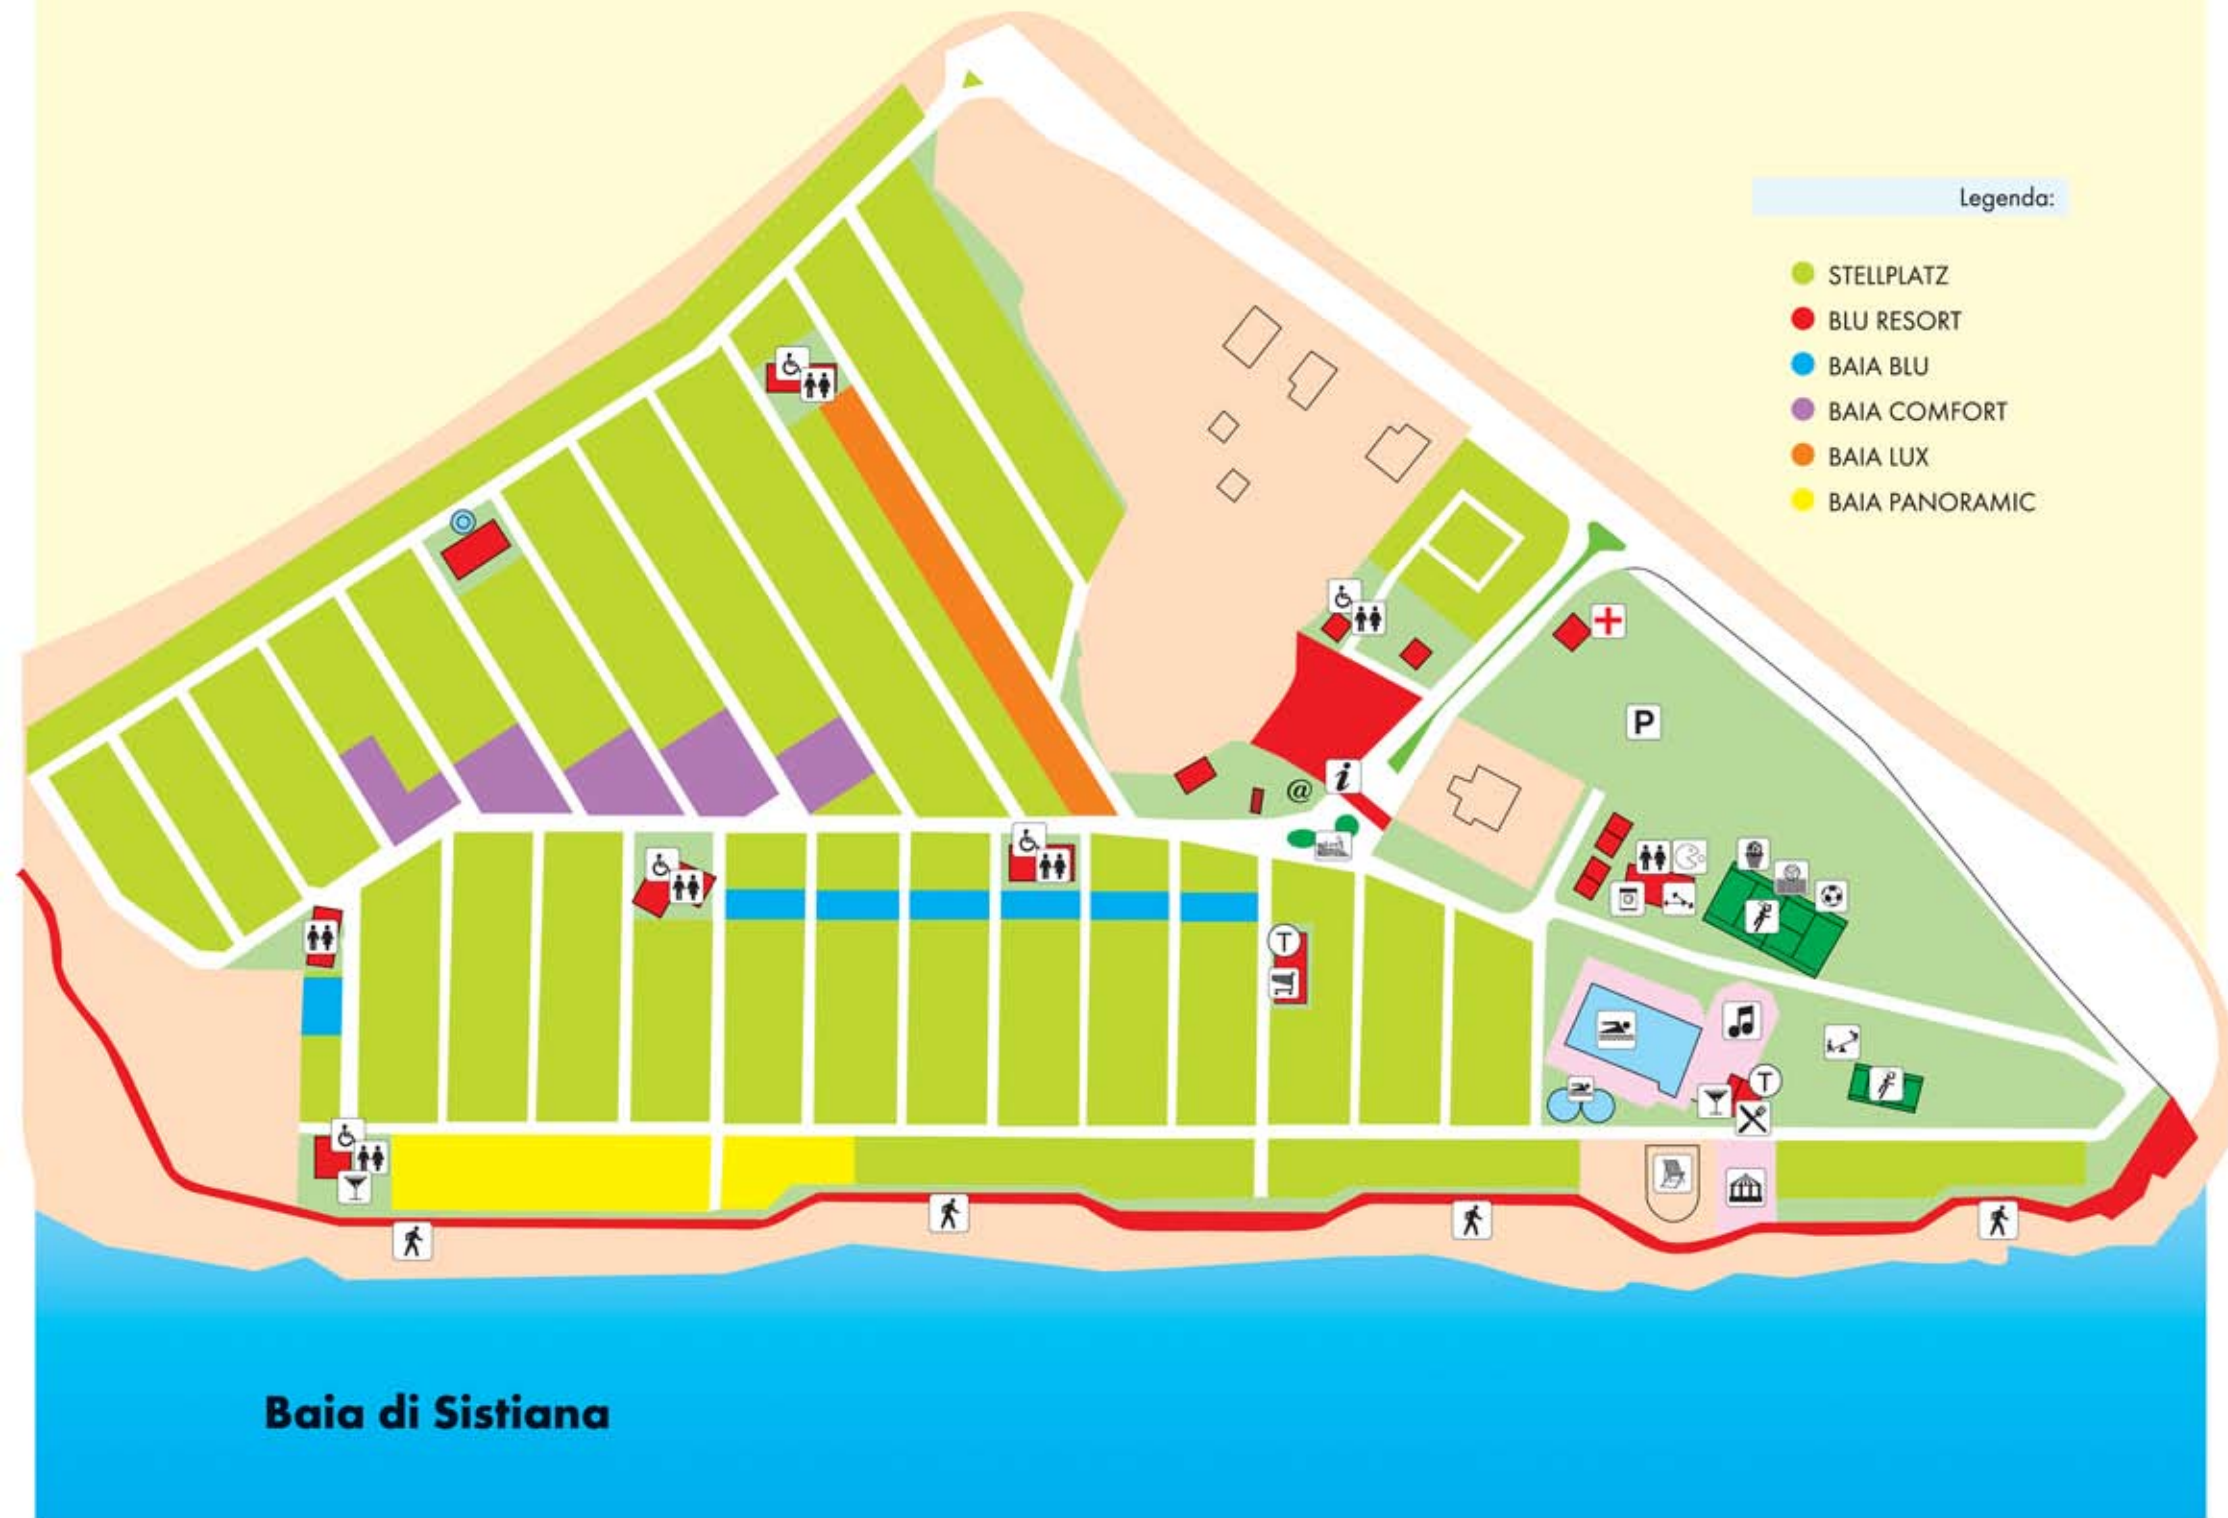 Legenda:
STELLPLATZ
BLU RESORT
BAIA BLU
BAIA COMFORT
BAIA LUX
BAIA PANORAMIC
P
@
i
T
T
Baia di Sistiana